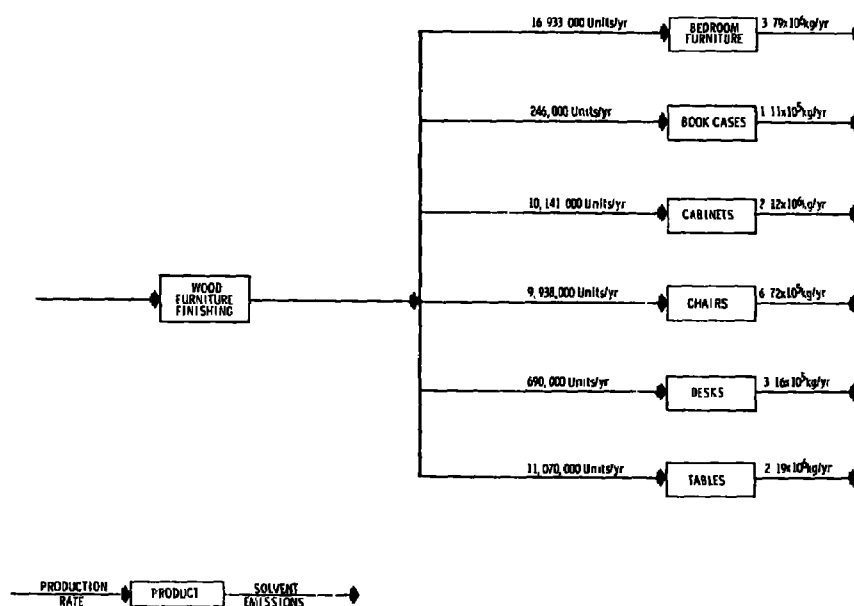 16 933 000 Units/yr
BEDROOM
FURNITURE
3 79x10⁶kg/yr
246,000 Units/yr
BOOK CASES
1 11x10⁵kg/yr
10,141 000 Units/yr
CABINETS
2 12x10⁶kg/yr
WOOD
FURNITURE
FINISHING
9,938,000 Units/yr
CHAIRS
6 72x10⁵kg/yr
690,000 Units/yr
DESKS
3 16x10⁵kg/yr
11,070,000 Units/yr
TABLES
2 19x10⁶kg/yr
PRODUCTION
RATE
PRODUCT
SOLVENT
EMISSIONS